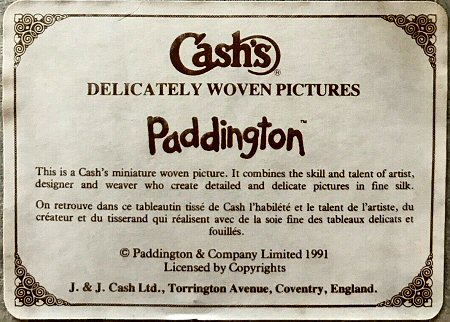 Cash's®
DELICATELY WOVEN PICTURES
Paddington™
This is a Cash's miniature woven picture. It combines the skill and talent of artist,
designer and weaver who create detailed and delicate pictures in fine silk.
On retrouve dans ce tableautin tissé de Cash l'habilété et le talent de l'artiste, du
créateur et du tisserand qui réalisent avec de la soie fine des tableaux delicats et
fouillés.
© Paddington & Company Limited 1991
Licensed by Copyrights
J. & J. Cash Ltd., Torrington Avenue, Coventry, England.